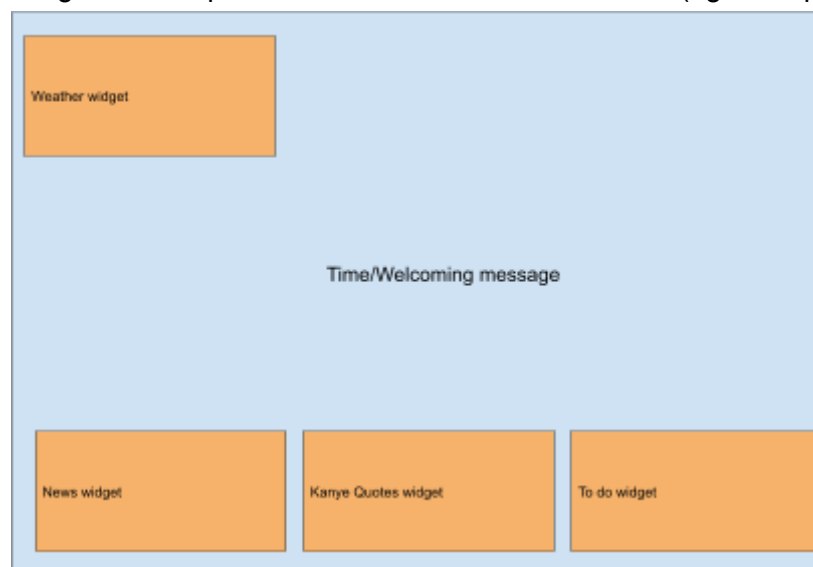 Weather widget
Time/Welcoming message
News widget
Kanye Quotes widget
To do widget